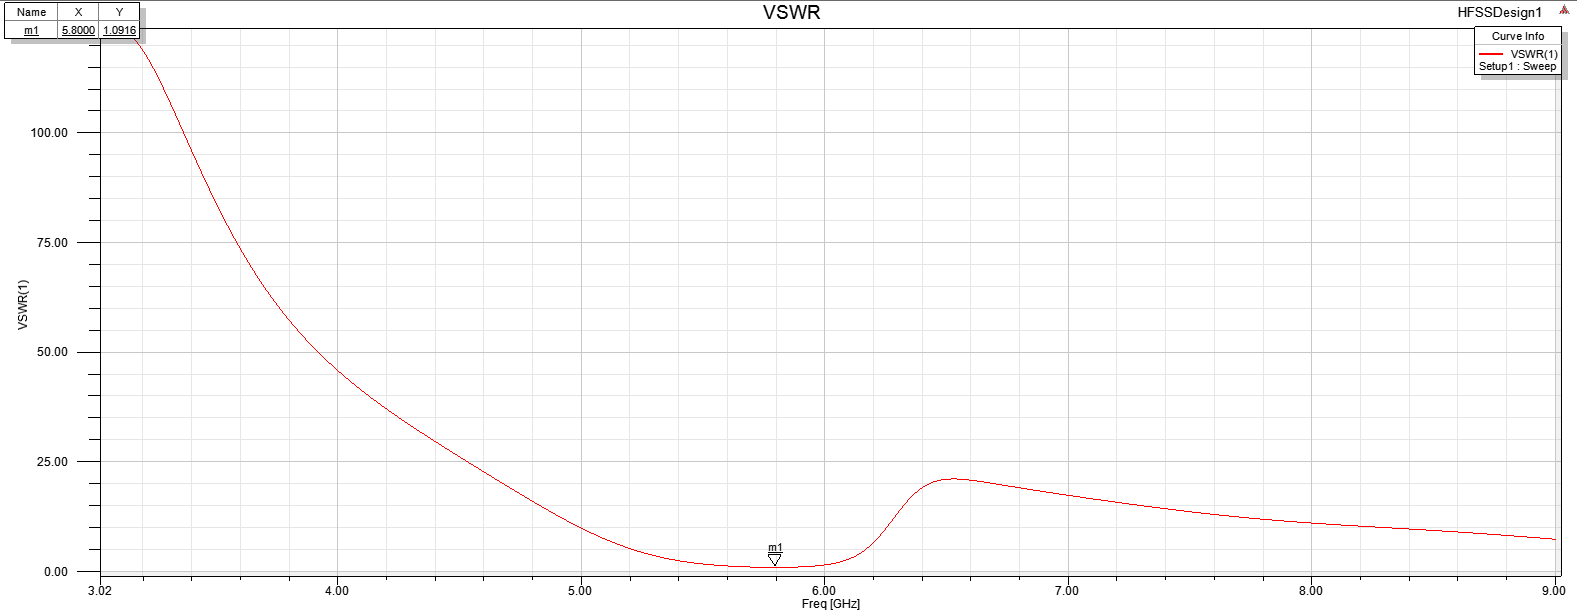 VSWR
HFSSDesign1
Name X Y
m1 5.8000 1.0916
Curve Info
VSWR(1)
Setup1 : Sweep
100.00
75.00
50.00
25.00
0.00
VSWR(1)
m1
3.02 4.00 5.00 6.00 7.00 8.00 9.00
Freq [GHz]